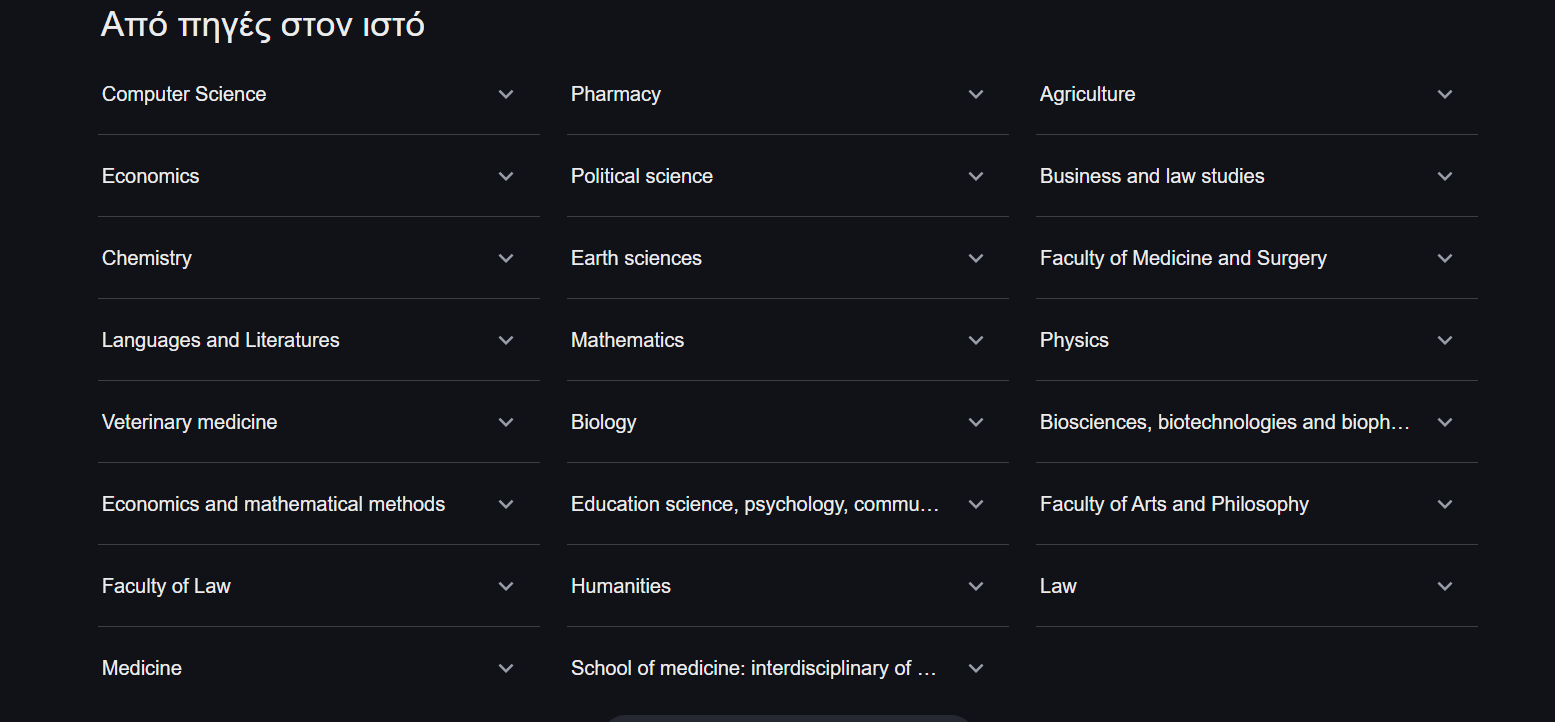 Από πηγές στον ιστό
Computer Science
Pharmacy
Agriculture
Economics
Political science
Business and law studies
Chemistry
Earth sciences
Faculty of Medicine and Surgery
Languages and Literatures
Mathematics
Physics
Veterinary medicine
Biology
Biosciences, biotechnologies and bioph…
Economics and mathematical methods
Education science, psychology, commu…
Faculty of Arts and Philosophy
Faculty of Law
Humanities
Law
Medicine
School of medicine: interdisciplinary of …